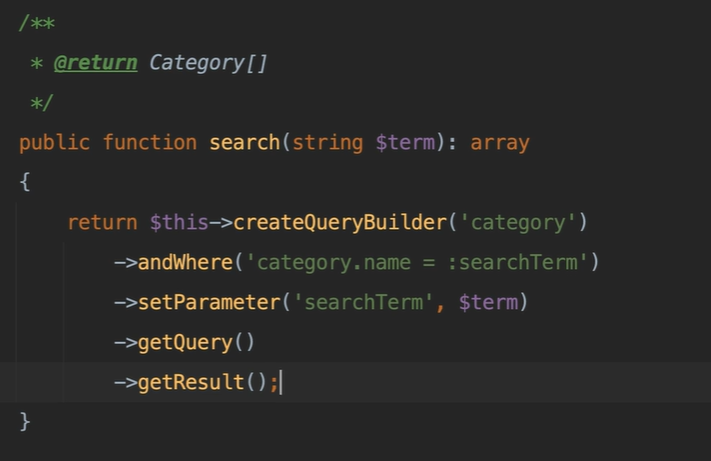 /**
 * @return Category[]
 */
public function search(string $term): array
{
    return $this->createQueryBuilder('category')
        ->andWhere('category.name = :searchTerm')
        ->setParameter('searchTerm', $term)
        ->getQuery()
        ->getResult();
}